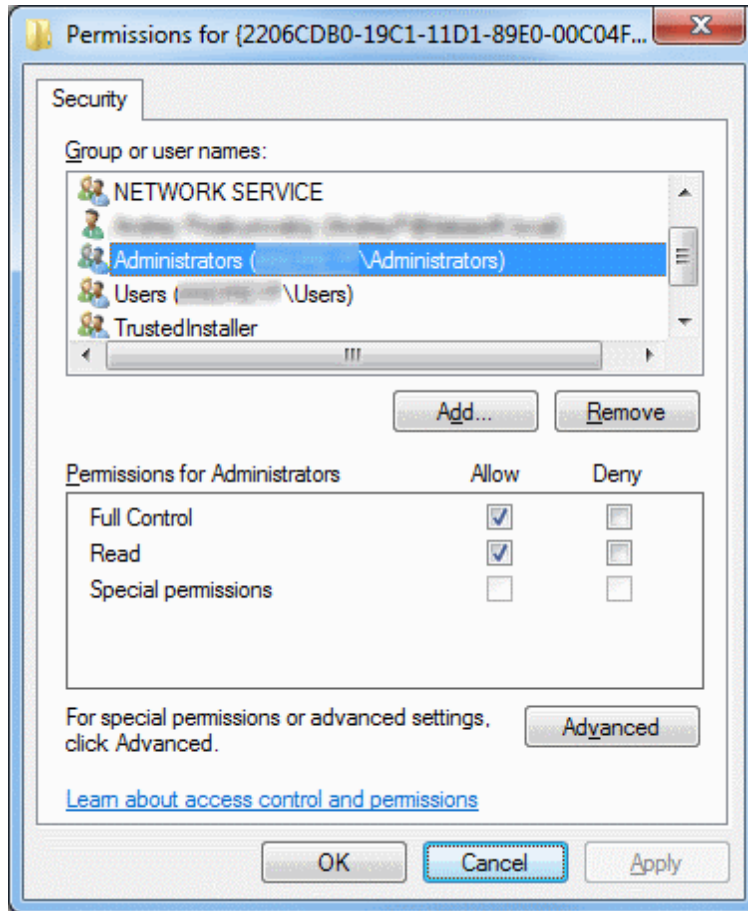 Permissions for {2206CDB0-19C1-11D1-89E0-00C04F...
Security
Group or user names:
NETWORK SERVICE
Administrators ( \Administrators)
Users ( \Users)
TrustedInstaller
Add...
Remove
Permissions for Administrators Allow Deny
Full Control
Read
Special permissions
For special permissions or advanced settings,
click Advanced.
Advanced
Learn about access control and permissions
OK
Cancel
Apply